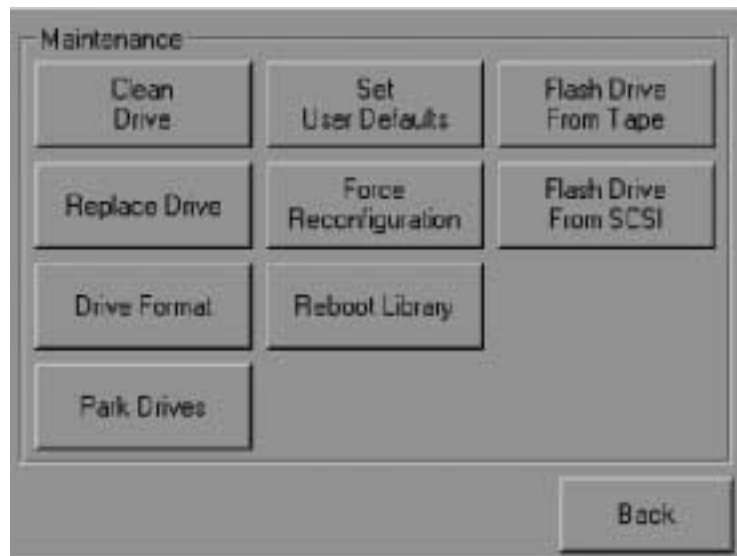 Maintenance
Clean
Drive
Set
User Defaults
Flash Drive
From Tape
Replace Drive
Force
Reconfiguration
Flash Drive
From SCSI
Drive Format
Reboot Library
Park Drives
Back